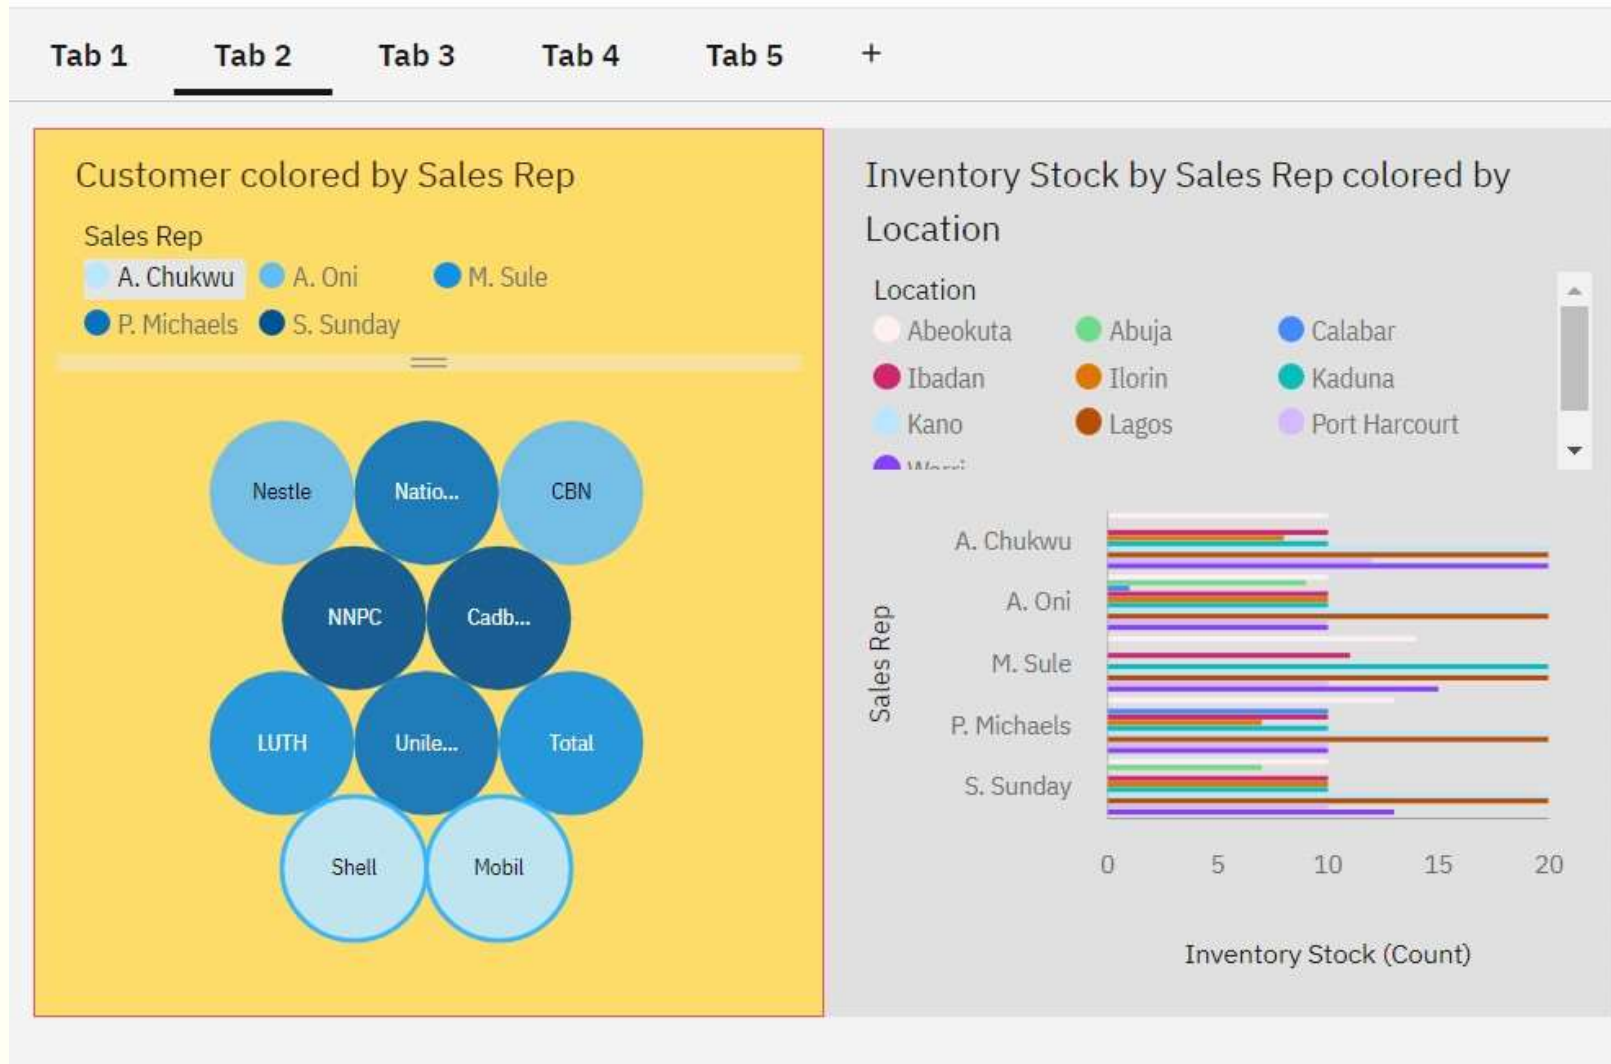 Tab 1 Tab 2 Tab 3 Tab 4 Tab 5 +
Customer colored by Sales Rep
Sales Rep
A. Chukwu A. Oni M. Sule
P. Michaels S. Sunday
Nestle Natio... CBN
NNPC Cadb...
LUTH Unile... Total
Shell Mobil
Inventory Stock by Sales Rep colored by
Location
Location
Abeokuta Abuja Calabar
Ibadan Ilorin Kaduna
Kano Lagos Port Harcourt
Warri
Sales Rep
A. Chukwu
A. Oni
M. Sule
P. Michaels
S. Sunday
0 5 10 15 20
Inventory Stock (Count)